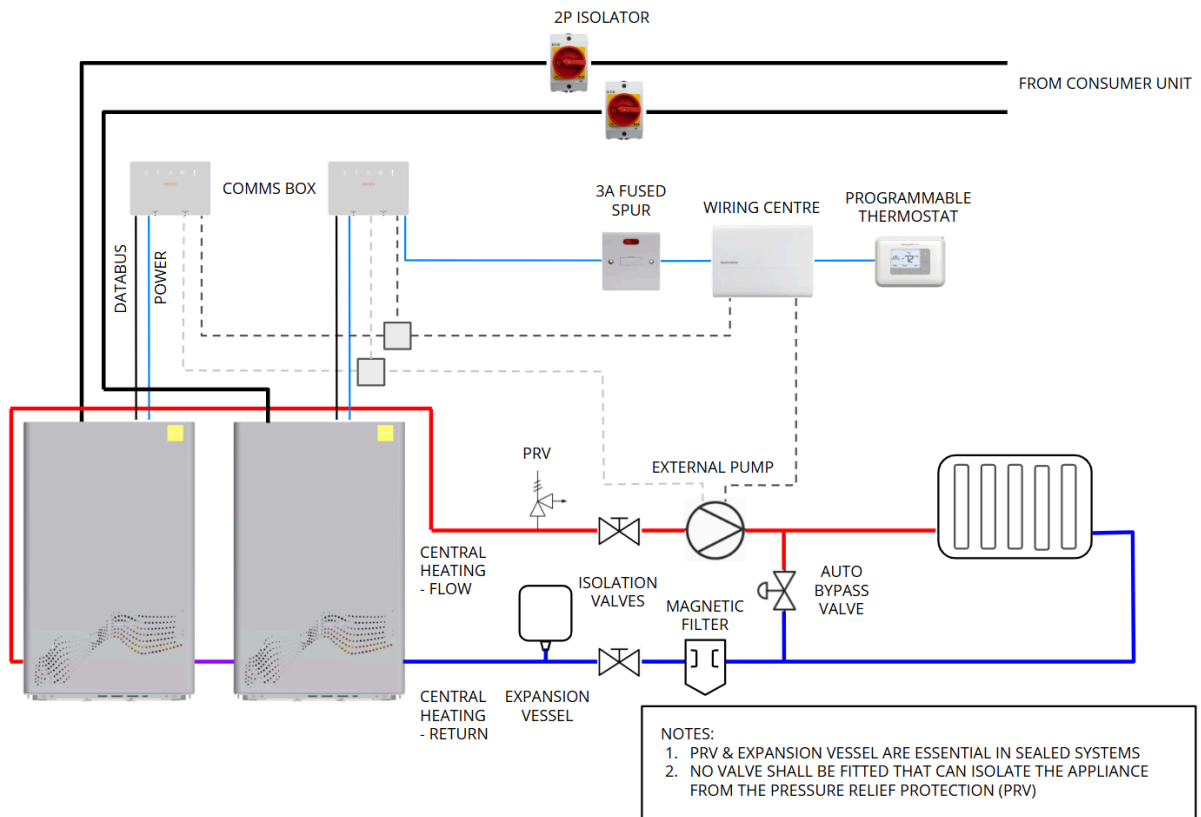 2P ISOLATOR
FROM CONSUMER UNIT
COMMS BOX
3A FUSED
SPUR
WIRING CENTRE
PROGRAMMABLE
THERMOSTAT
DATABUS
POWER
PRV
EXTERNAL PUMP
CENTRAL
HEATING
- FLOW
ISOLATION
VALVES
AUTO
BYPASS
VALVE
MAGNETIC
FILTER
CENTRAL
HEATING
- RETURN
EXPANSION
VESSEL
NOTES:
1. PRV & EXPANSION VESSEL ARE ESSENTIAL IN SEALED SYSTEMS
2. NO VALVE SHALL BE FITTED THAT CAN ISOLATE THE APPLIANCE
FROM THE PRESSURE RELIEF PROTECTION (PRV)